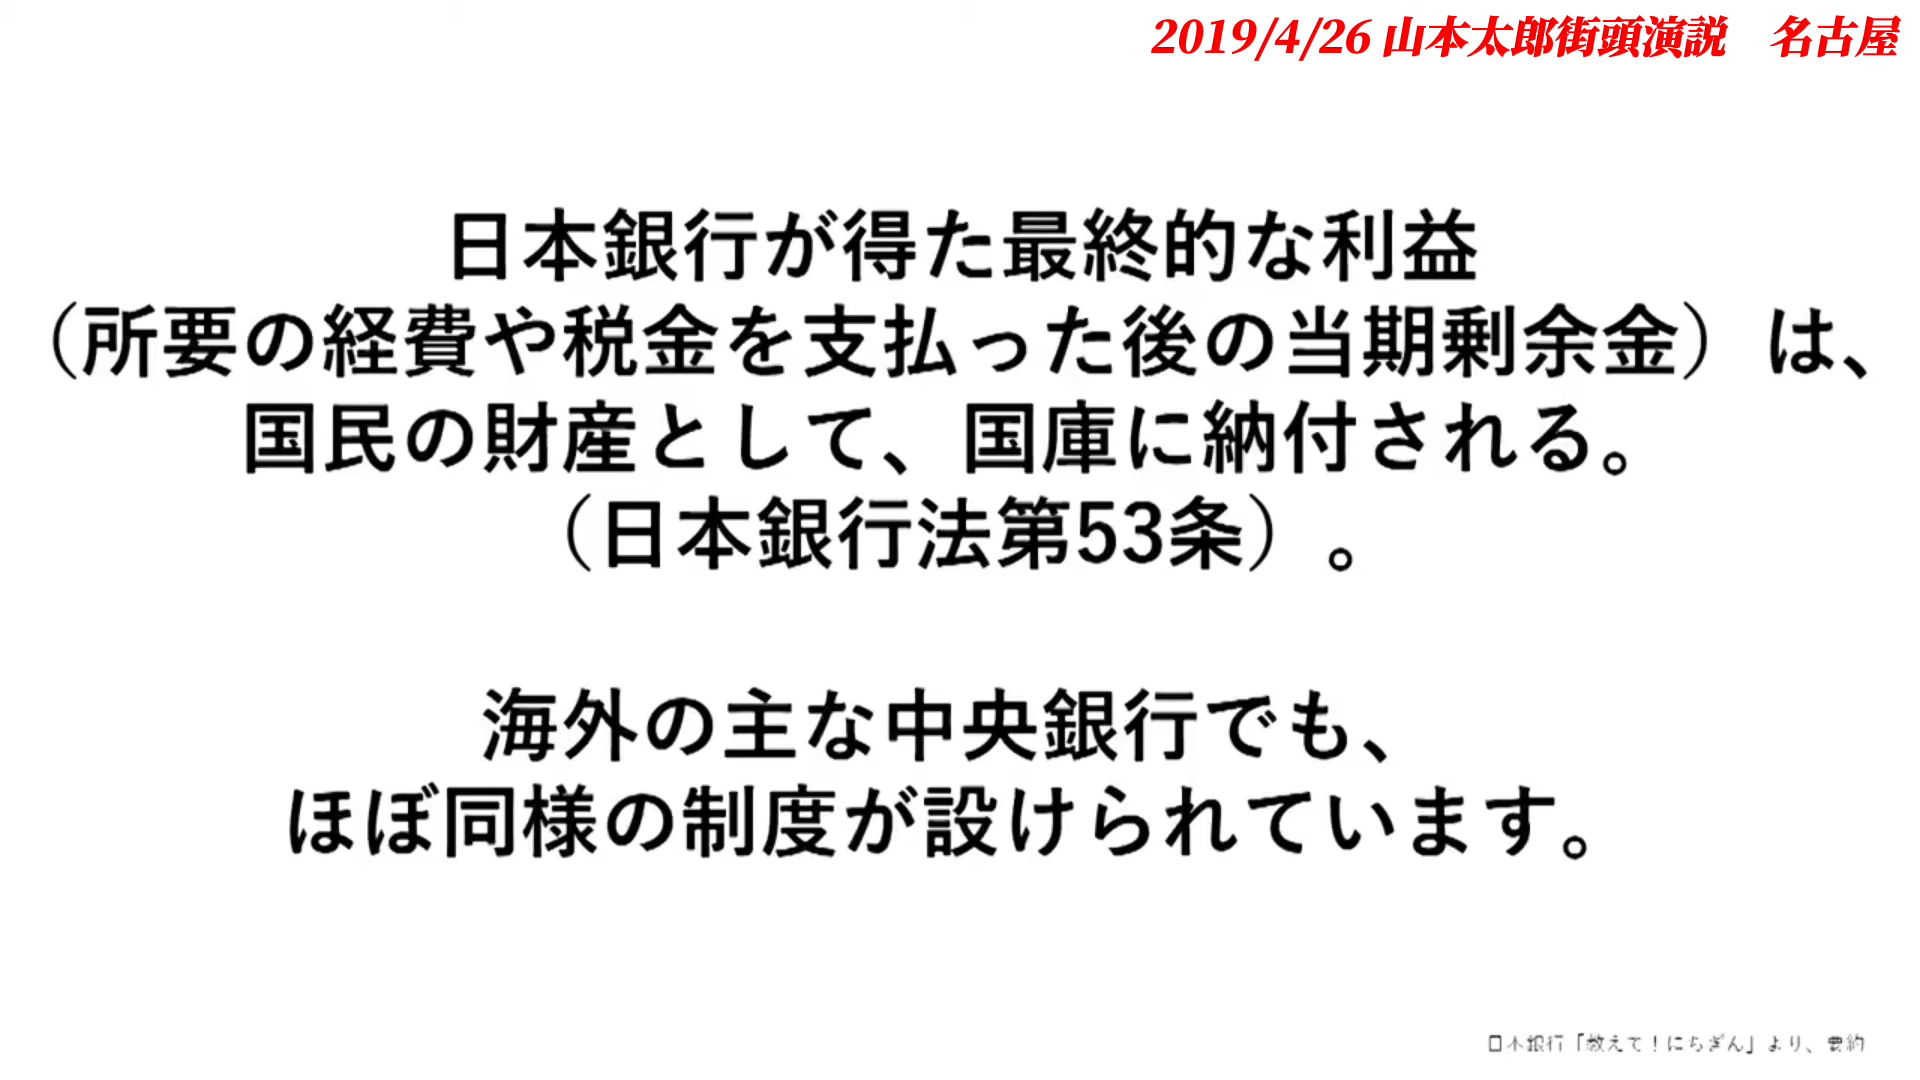 2019/4/26 山本太郎街頭演説　名古屋
日本銀行が得た最終的な利益
（所要の経費や税金を支払った後の当期剰余金）は、
国民の財産として、国庫に納付される。
（日本銀行法第53条）。
海外の主な中央銀行でも、
ほぼ同様の制度が設けられています。
日本銀行「教えて！にちぎん」より、要約